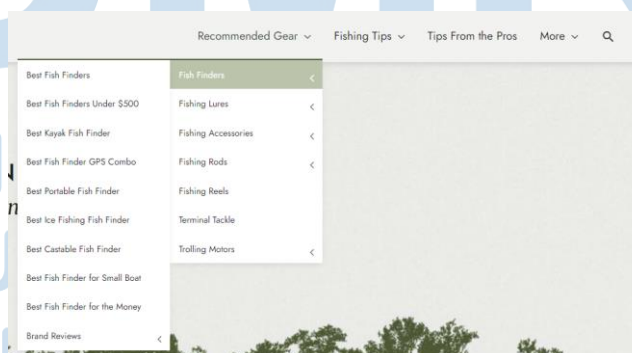 Recommended Gear
Fishing Tips
Tips From the Pros
More
Best Fish Finders
Best Fish Finders Under $500
Best Kayak Fish Finder
Best Fish Finder GPS Combo
Best Portable Fish Finder
Best Ice Fishing Fish Finder
Best Castable Fish Finder
Best Fish Finder for Small Boat
Best Fish Finder for the Money
Brand Reviews
Fish Finders
Fishing Lures
Fishing Accessories
Fishing Rods
Fishing Reels
Terminal Tackle
Trolling Motors